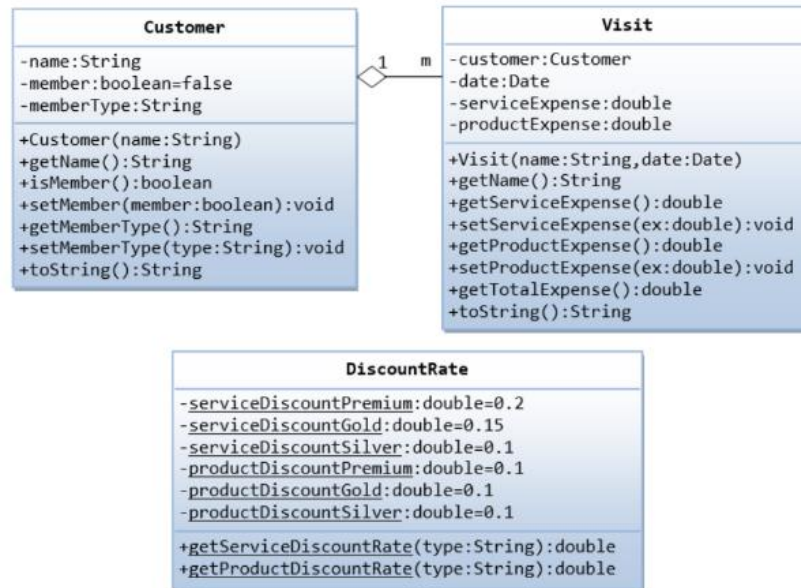 Customer
-name:String
-member:boolean=false
-memberType:String
+Customer(name:String)
+getName():String
+isMember():boolean
+setMember(member:boolean):void
+getMemberType():String
+setMemberType(type:String):void
+toString():String
1 m
Visit
-customer:Customer
-date:Date
-serviceExpense:double
-productExpense:double
+Visit(name:String,date:Date)
+getName():String
+getServiceExpense():double
+setServiceExpense(ex:double):void
+getProductExpense():double
+setProductExpense(ex:double):void
+getTotalExpense():double
+toString():String
DiscountRate
-serviceDiscountPremium:double=0.2
-serviceDiscountGold:double=0.15
-serviceDiscountSilver:double=0.1
-productDiscountPremium:double=0.1
-productDiscountGold:double=0.1
-productDiscountSilver:double=0.1
+getServiceDiscountRate(type:String):double
+getProductDiscountRate(type:String):double